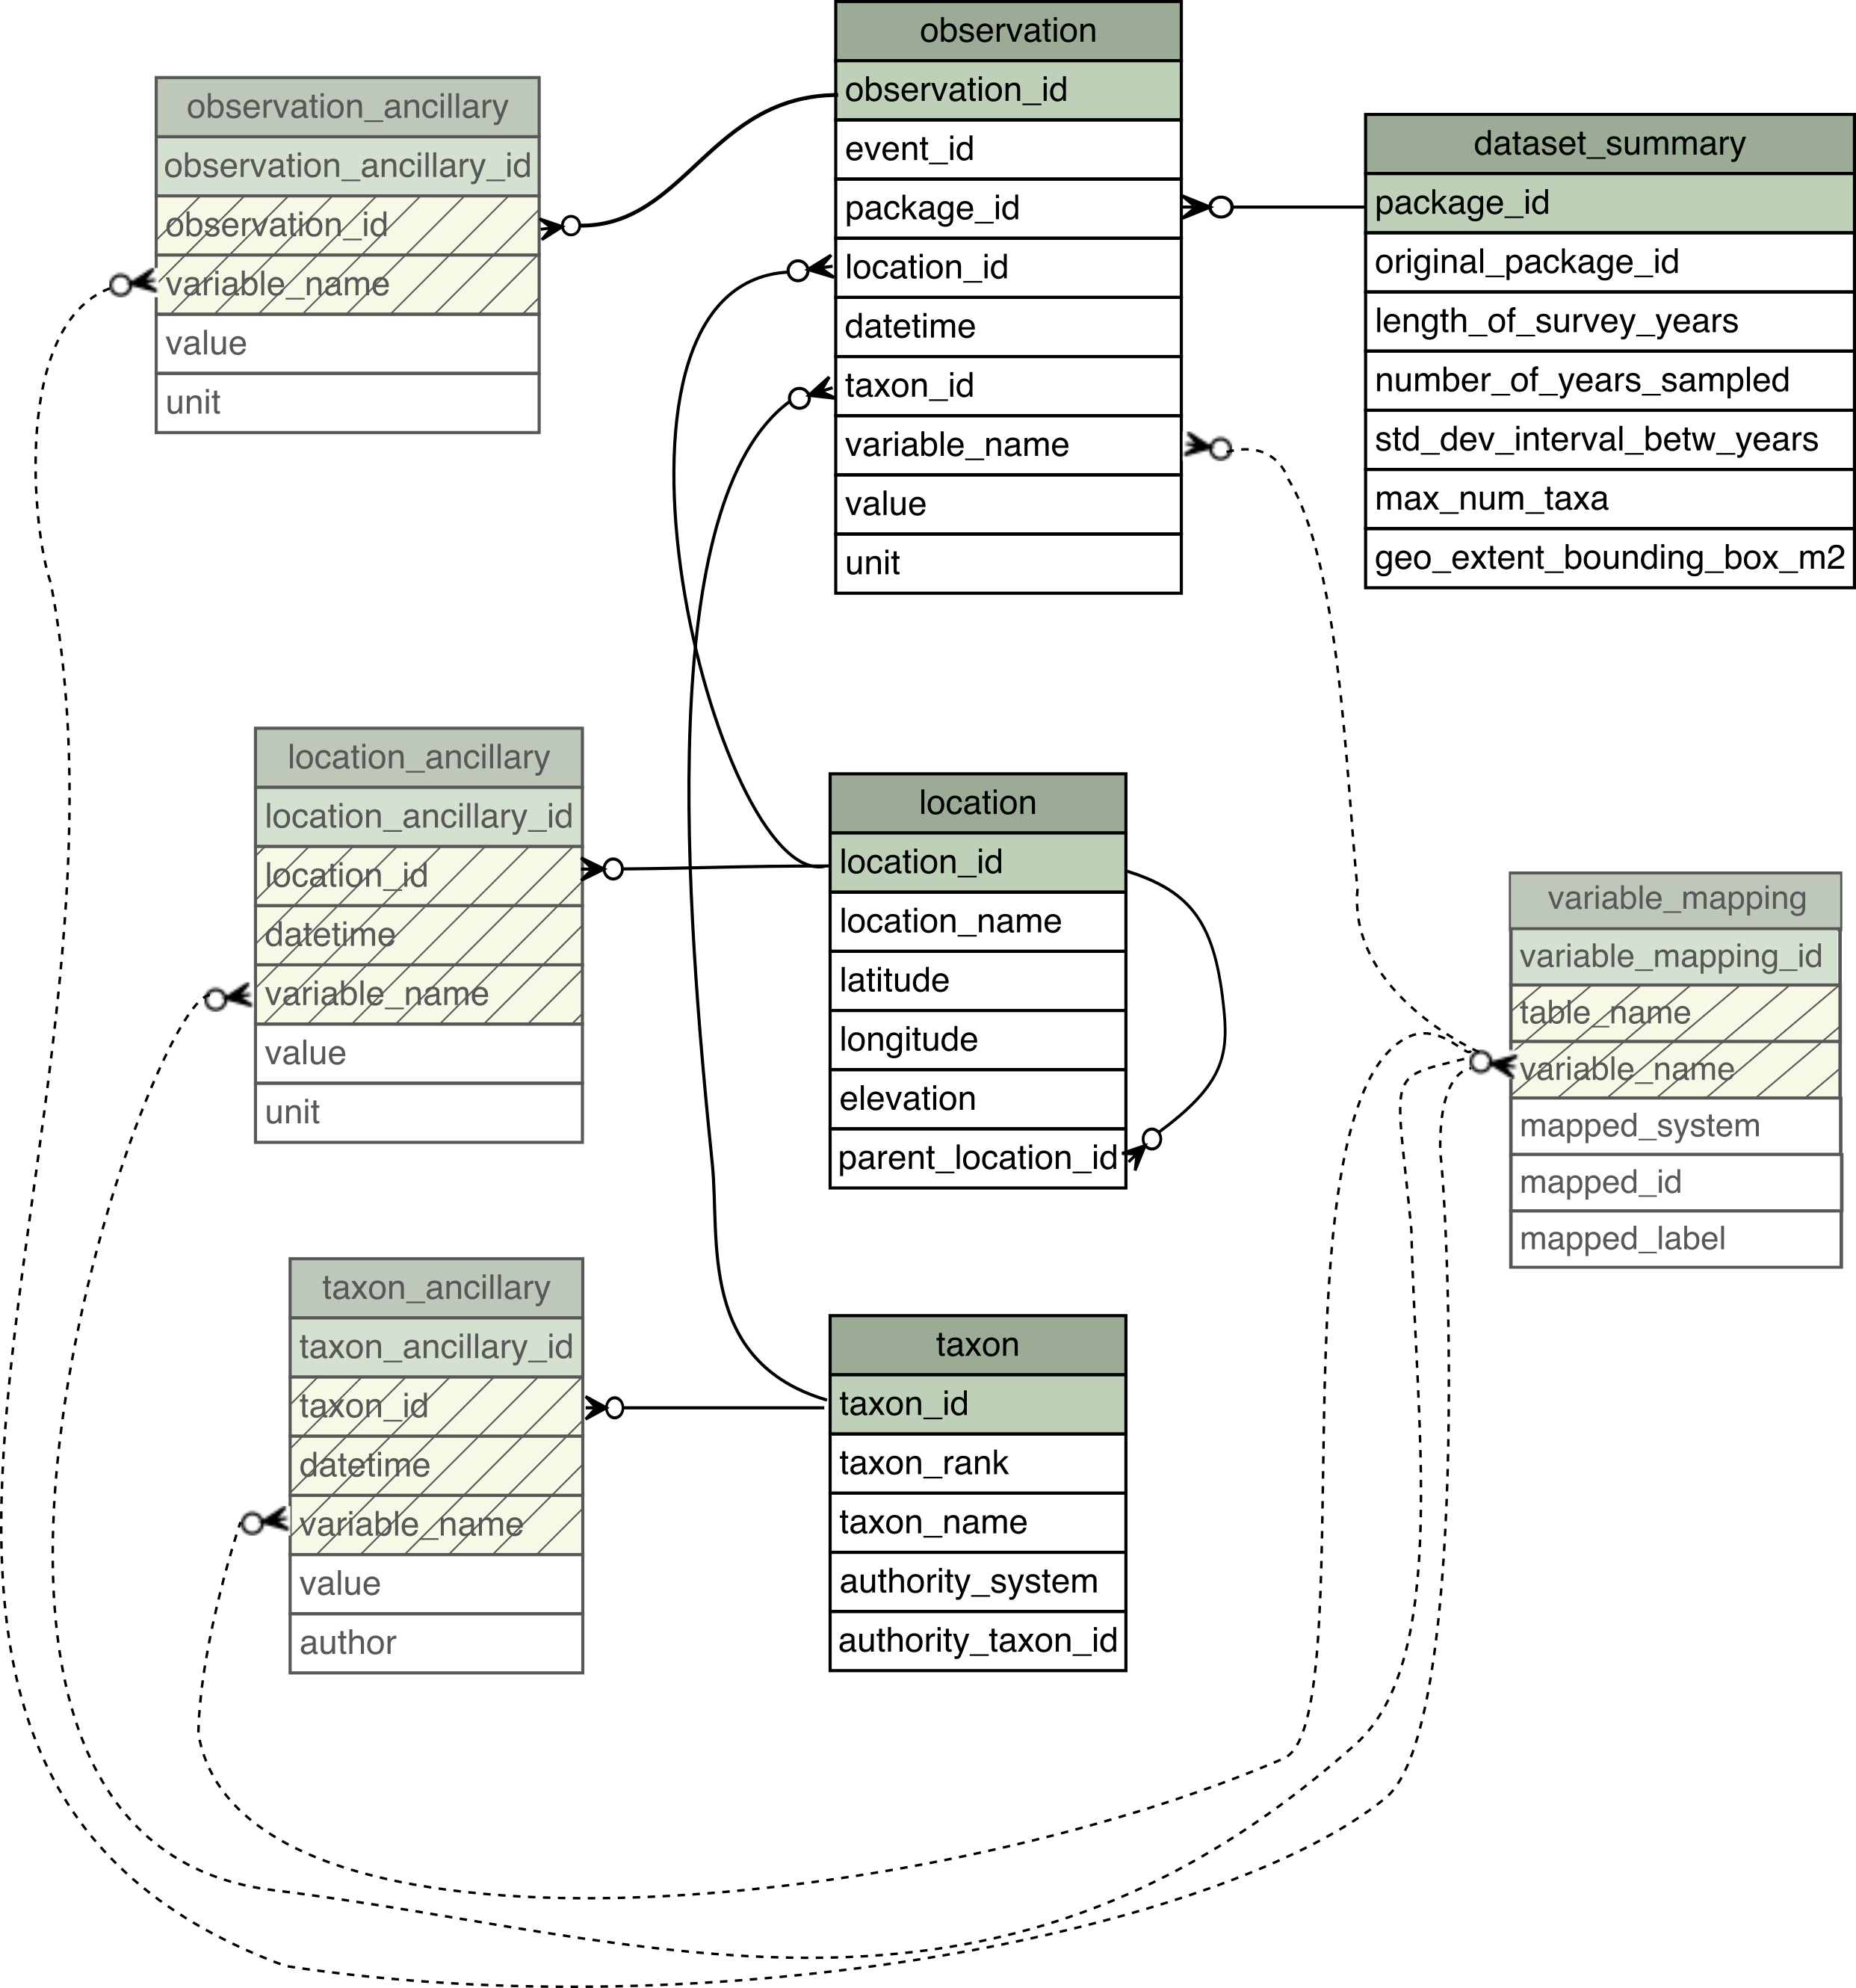 observation
observation_id
event_id
package_id
location_id
datetime
taxon_id
variable_name
value
unit
observation_ancillary
observation_ancillary_id
observation_id
variable_name
value
unit
dataset_summary
package_id
original_package_id
length_of_survey_years
number_of_years_sampled
std_dev_interval_betw_years
max_num_taxa
geo_extent_bounding_box_m2
location_ancillary
location_ancillary_id
location_id
datetime
variable_name
value
unit
location
location_id
location_name
latitude
longitude
elevation
parent_location_id
variable_mapping
variable_mapping_id
table_name
variable_name
mapped_system
mapped_id
mapped_label
taxon_ancillary
taxon_ancillary_id
taxon_id
datetime
variable_name
value
author
taxon
taxon_id
taxon_rank
taxon_name
authority_system
authority_taxon_id